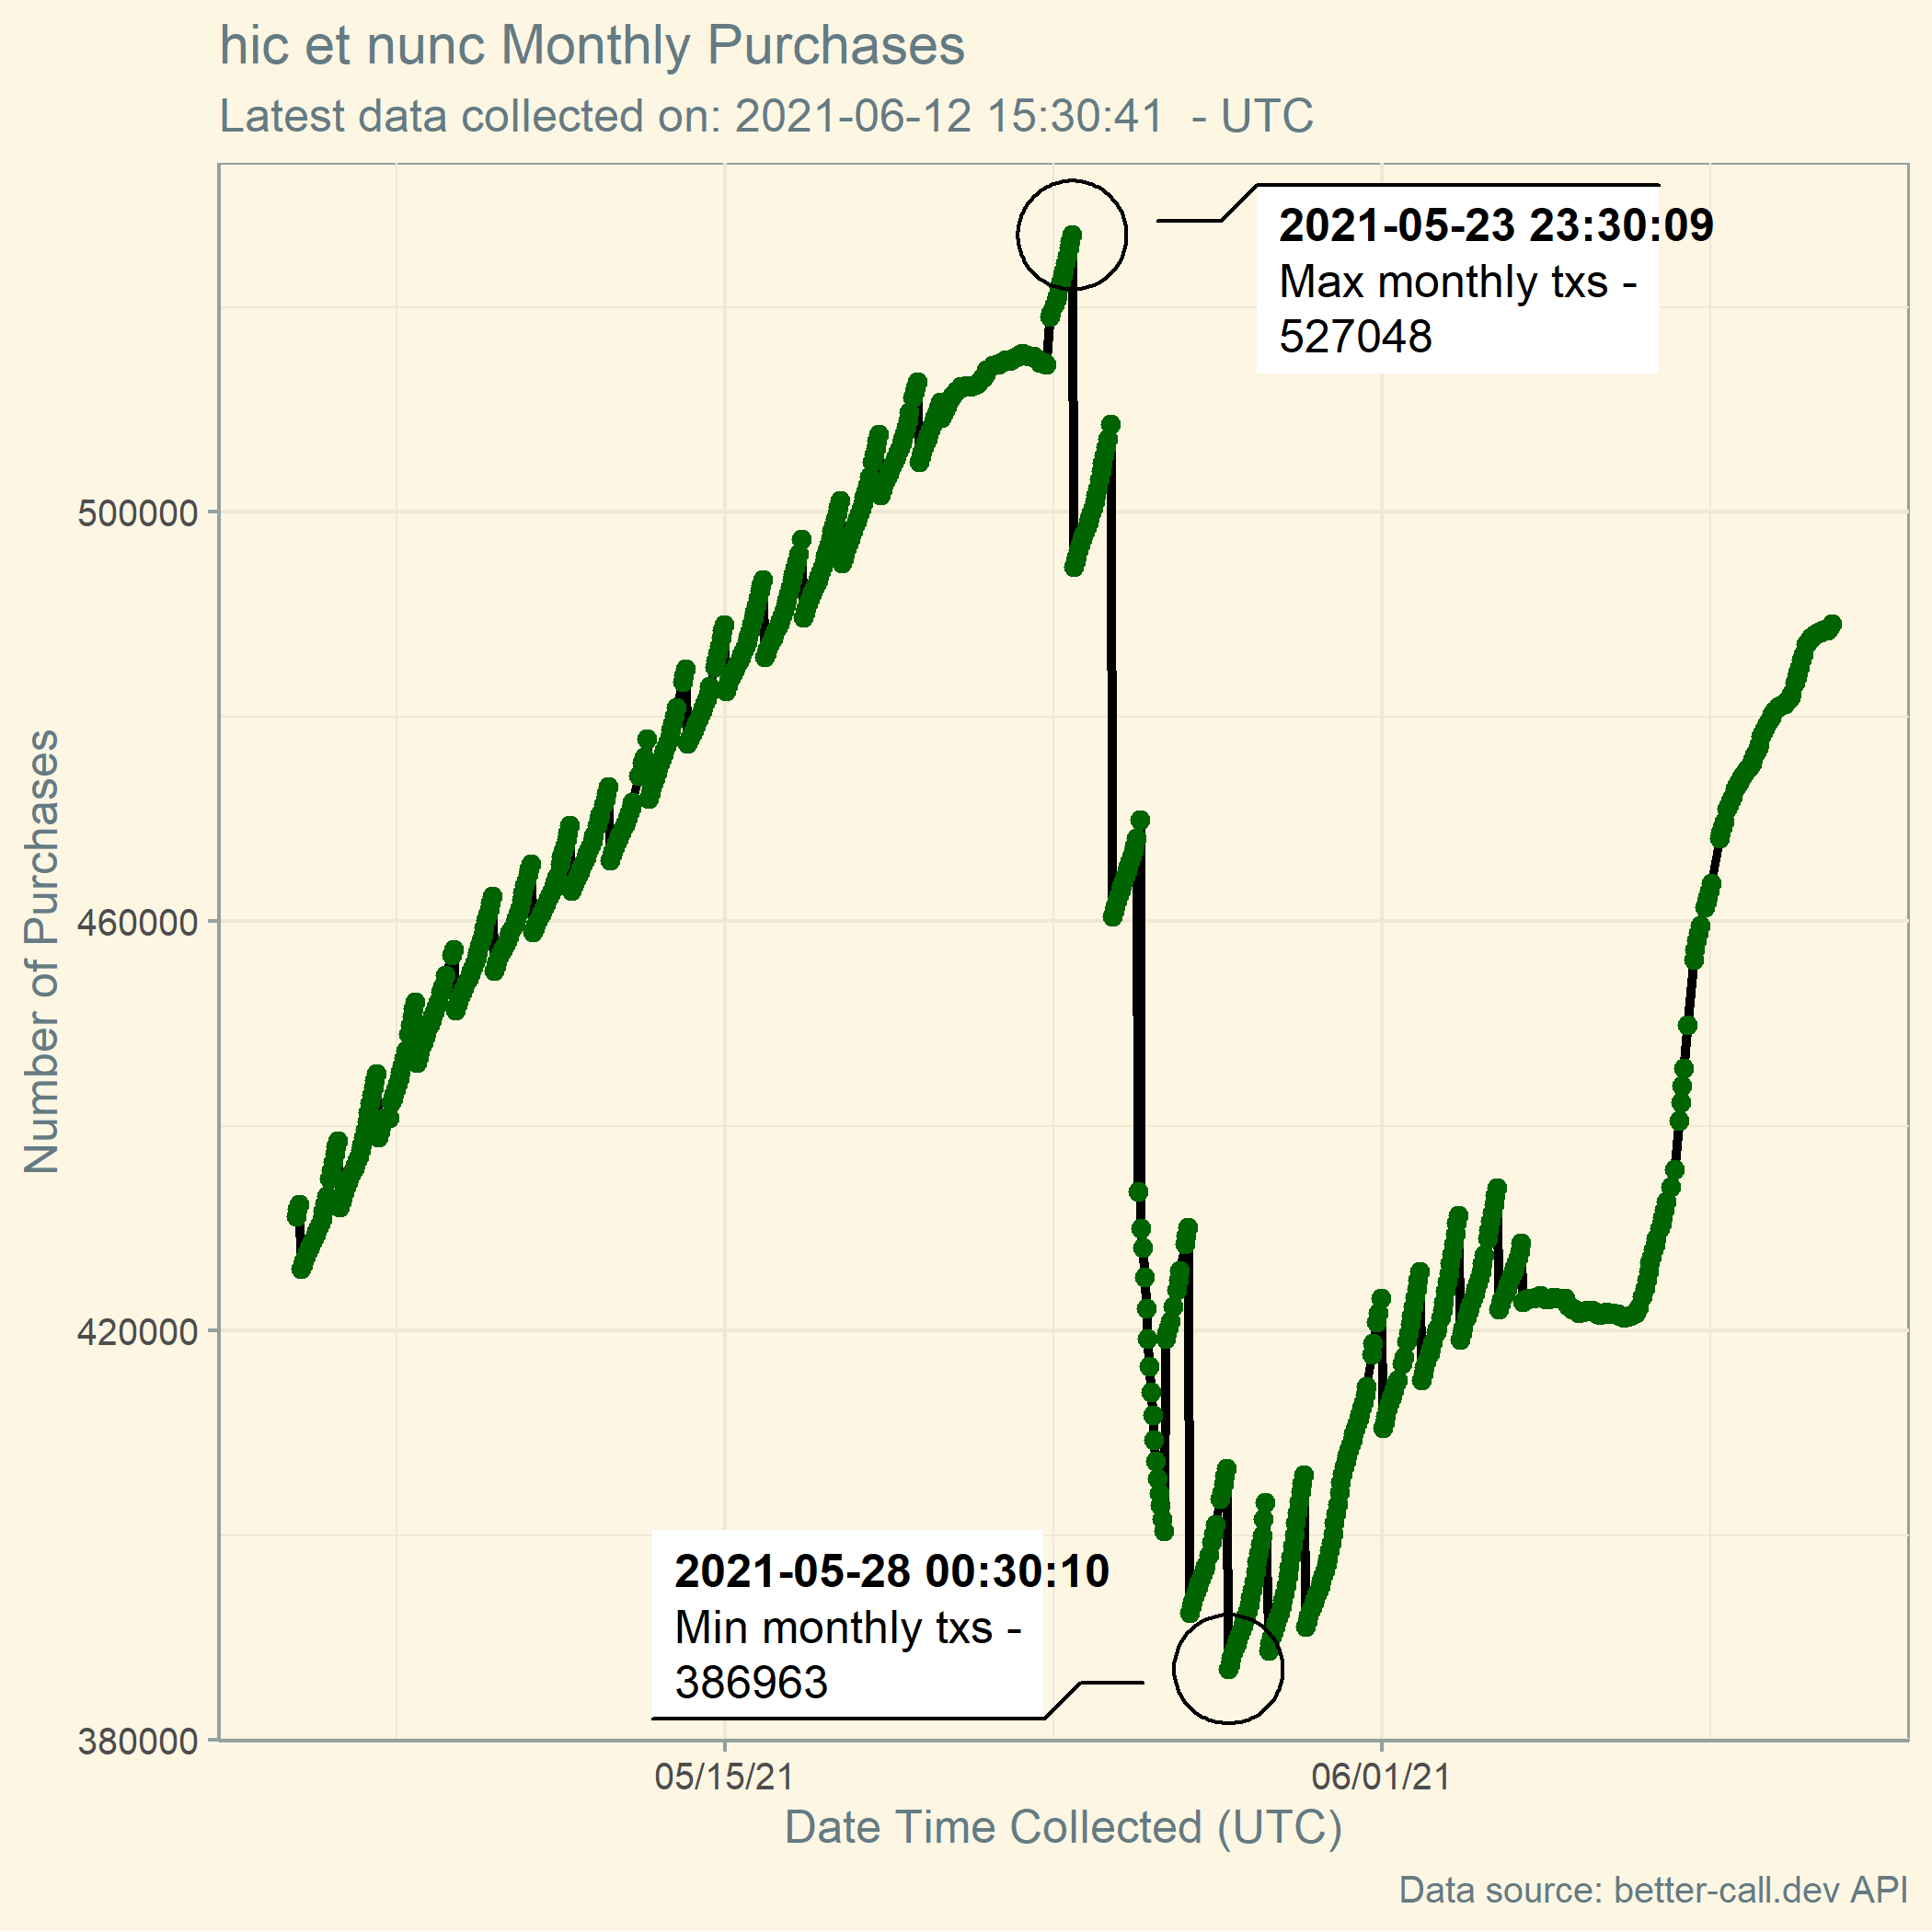 hic et nunc Monthly Purchases
Latest data collected on: 2021-06-12 15:30:41  - UTC
2021-05-23 23:30:09
Max monthly txs -
527048
500000
460000
420000
380000
Number of Purchases
2021-05-28 00:30:10
Min monthly txs -
386963
05/15/21
06/01/21
Date Time Collected (UTC)
Data source: better-call.dev API